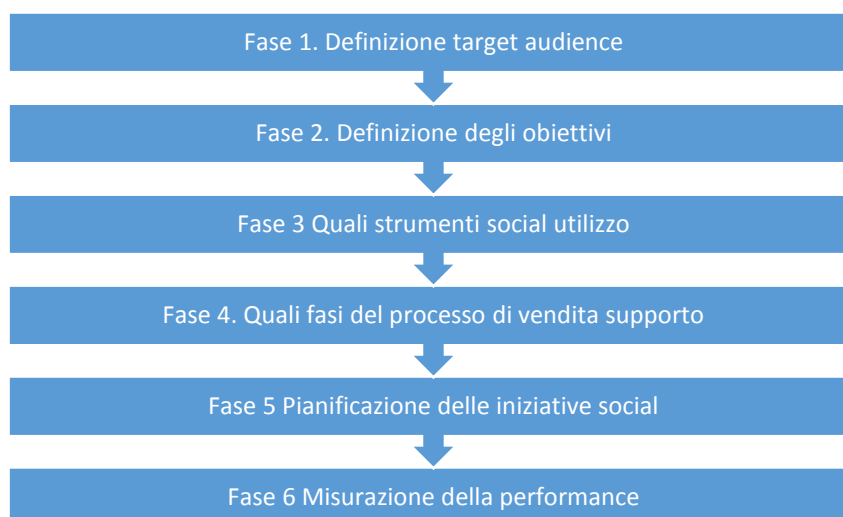 Fase 1. Definizione target audience
Fase 2. Definizione degli obiettivi
Fase 3 Quali strumenti social utilizzo
Fase 4. Quali fasi del processo di vendita supporto
Fase 5 Pianificazione delle iniziative social
Fase 6 Misurazione della performance